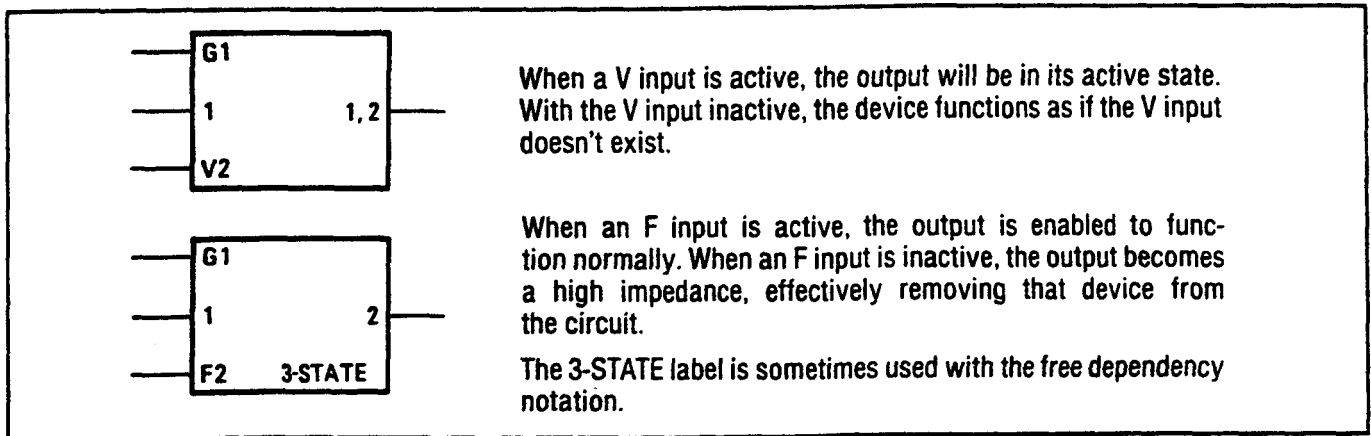 G1
1
1, 2
V2
When a V input is active, the output will be in its active state.
With the V input inactive, the device functions as if the V input
doesn't exist.
G1
1
2
F2
3-STATE
When an F input is active, the output is enabled to func-
tion normally. When an F input is inactive, the output becomes
a high impedance, effectively removing that device from
the circuit.
The 3-STATE label is sometimes used with the free dependency
notation.